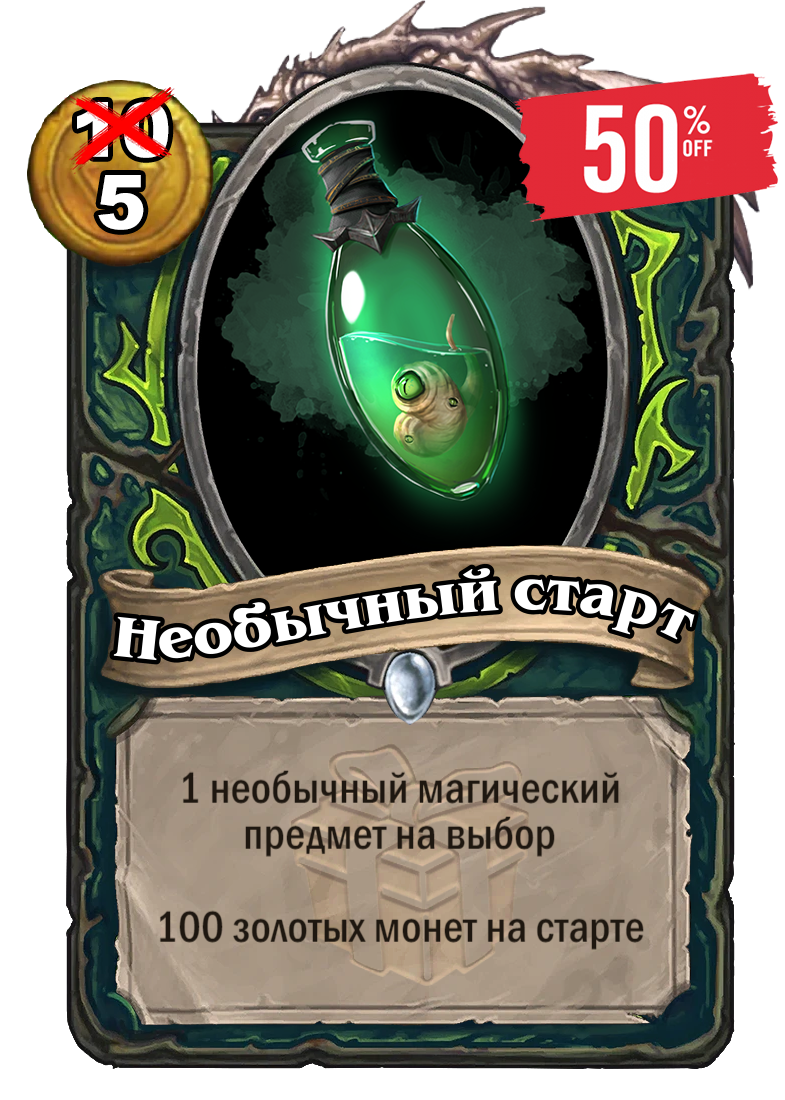 10
5
50% OFF
Необычный старт
1 необычный магический
предмет на выбор
100 золотых монет на старте